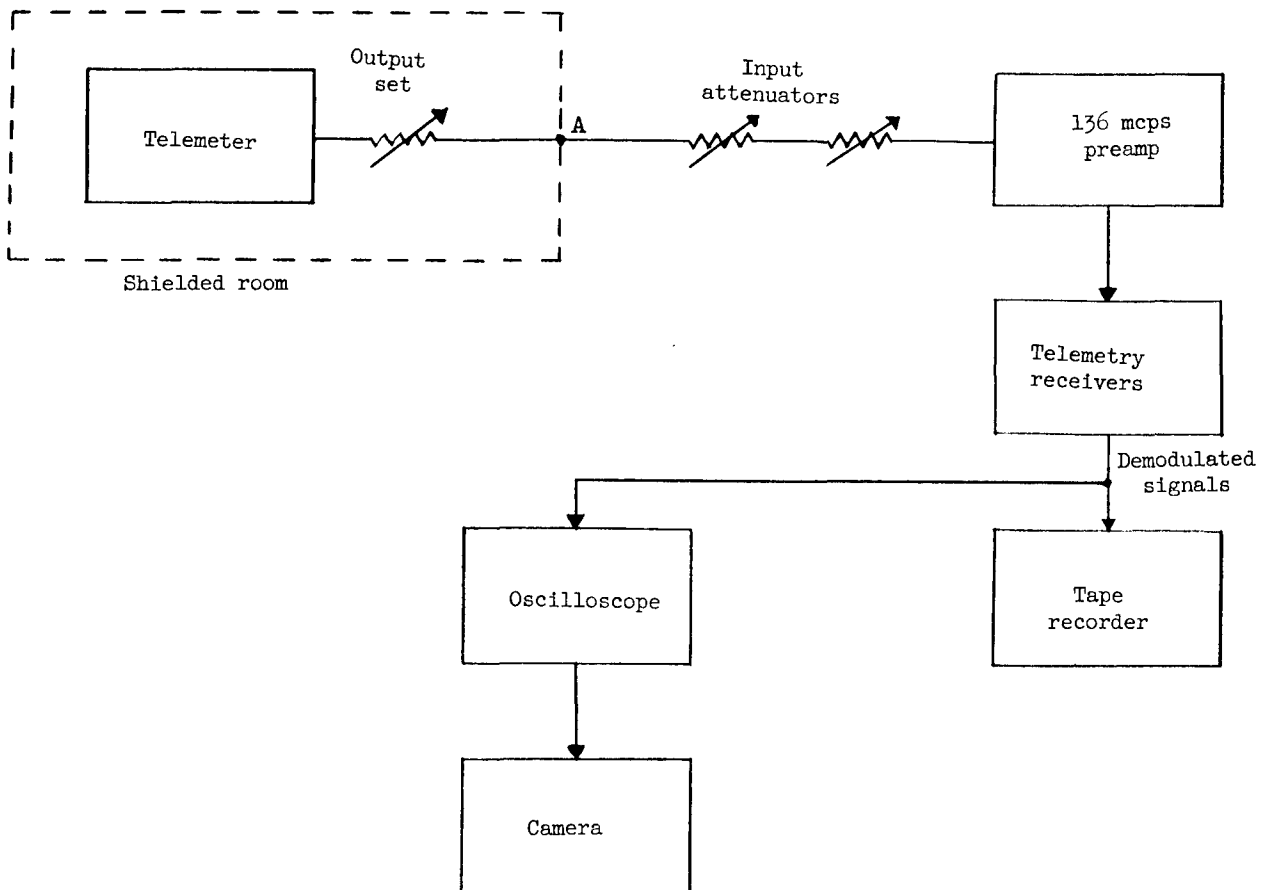 Output
set
Input
attenuators
Telemeter
A
136 mcps
preamp
Shielded room
Telemetry
receivers
Demodulated
signals
Oscilloscope
Tape
recorder
Camera